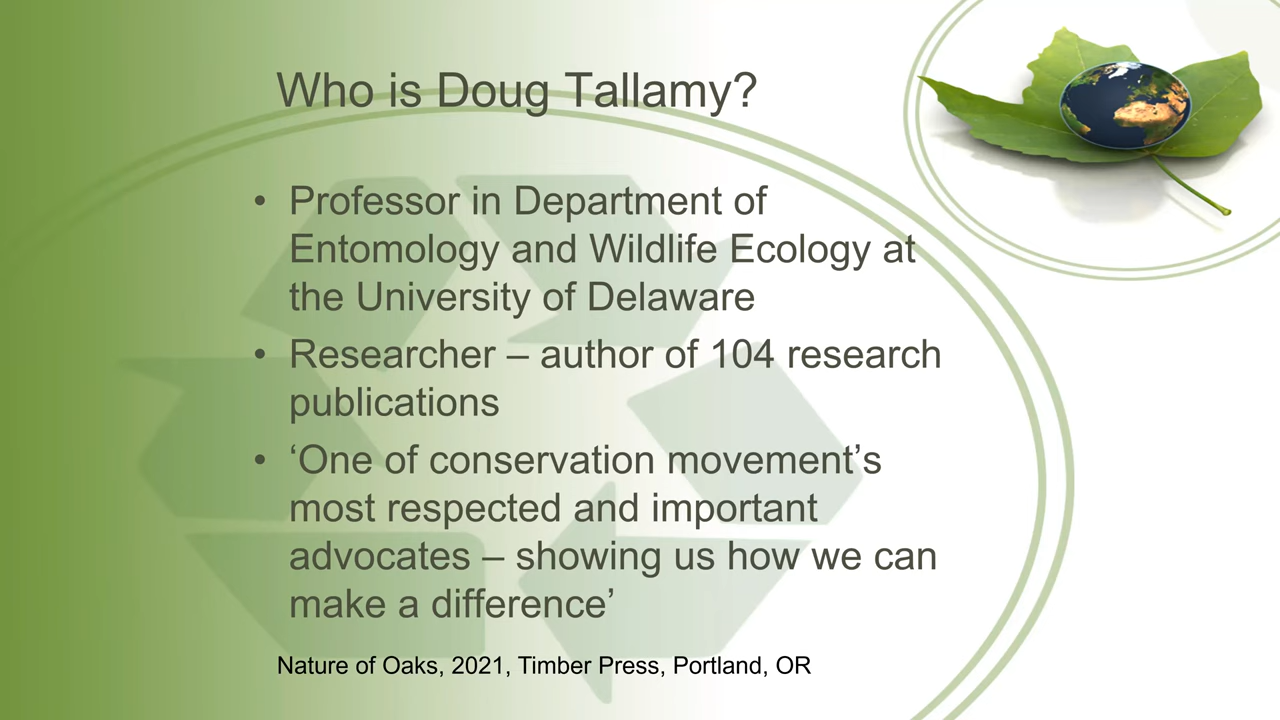 Who is Doug Tallamy?
• Professor in Department of
Entomology and Wildlife Ecology at
the University of Delaware
• Researcher – author of 104 research
publications
• ‘One of conservation movement’s
most respected and important
advocates – showing us how we can
make a difference’
Nature of Oaks, 2021, Timber Press, Portland, OR